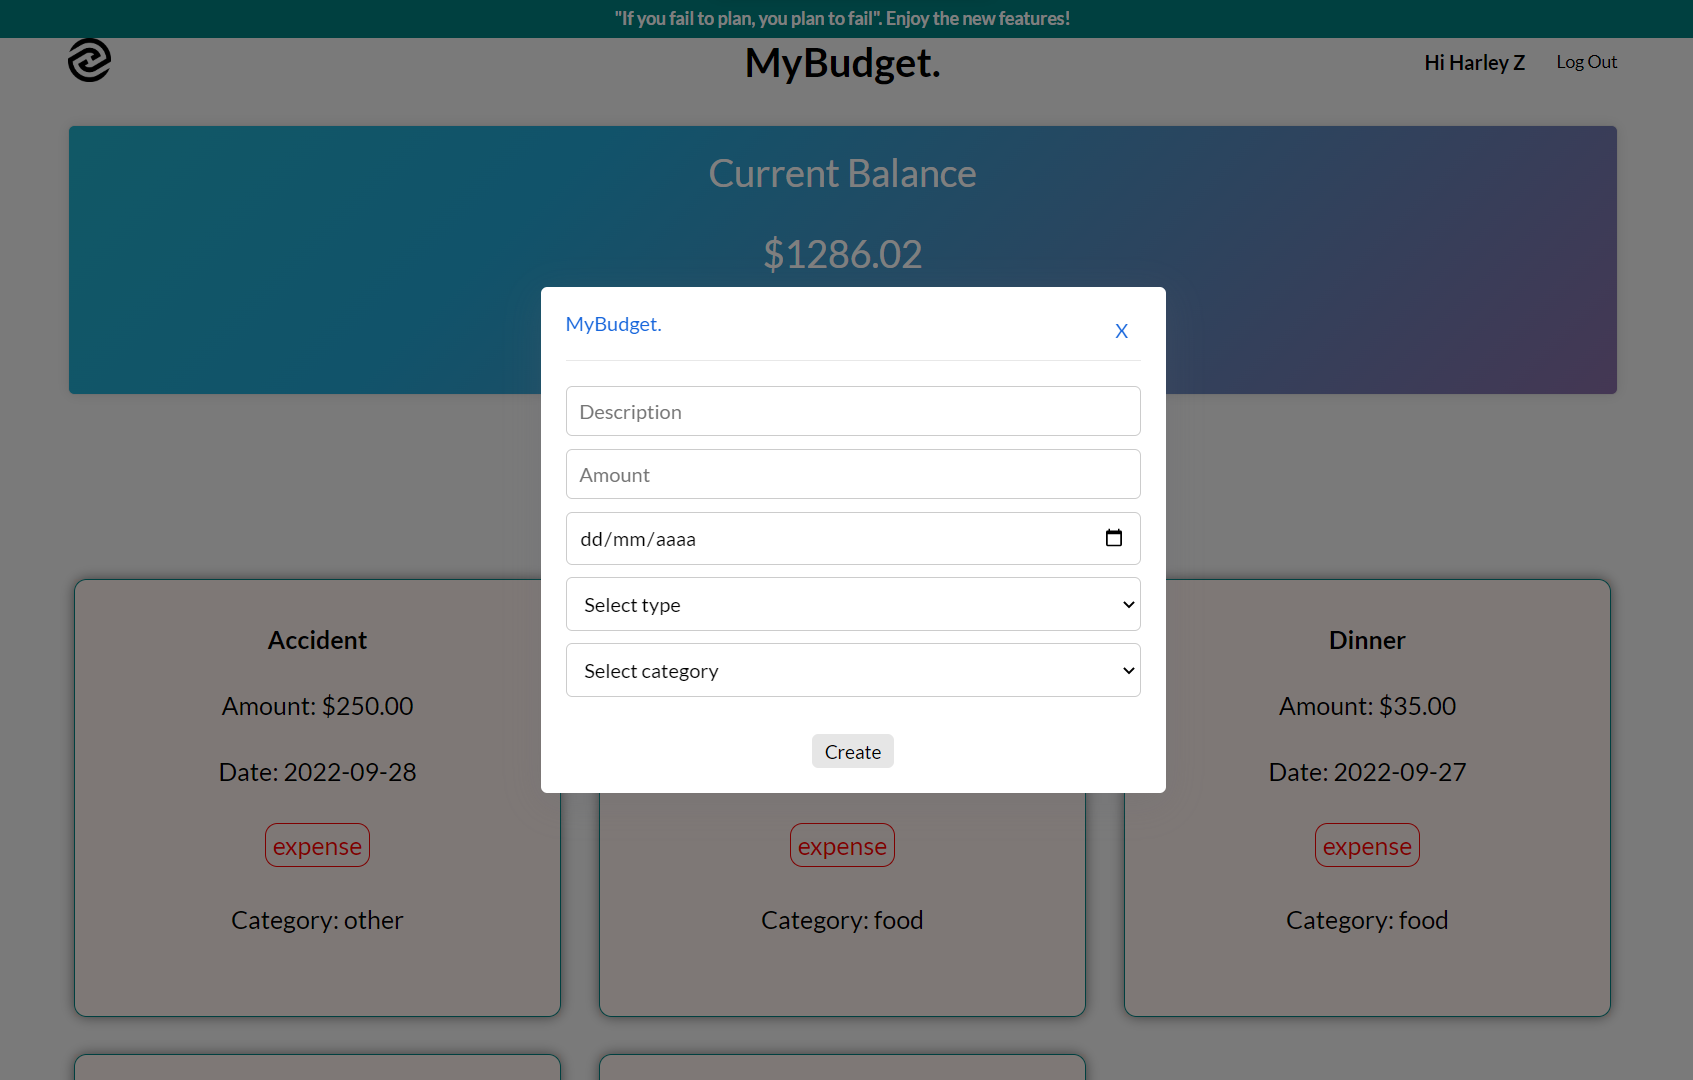 "If you fail to plan, you plan to fail". Enjoy the new features!
MyBudget.
Hi Harley Z
Log Out
Current Balance
$1286.02
MyBudget.
X
Description
Amount
dd/mm/aaaa
Select type
Select category
Create
Accident
Amount: $250.00
Date: 2022-09-28
expense
Category: other
expense
Category: food
Dinner
Amount: $35.00
Date: 2022-09-27
expense
Category: food